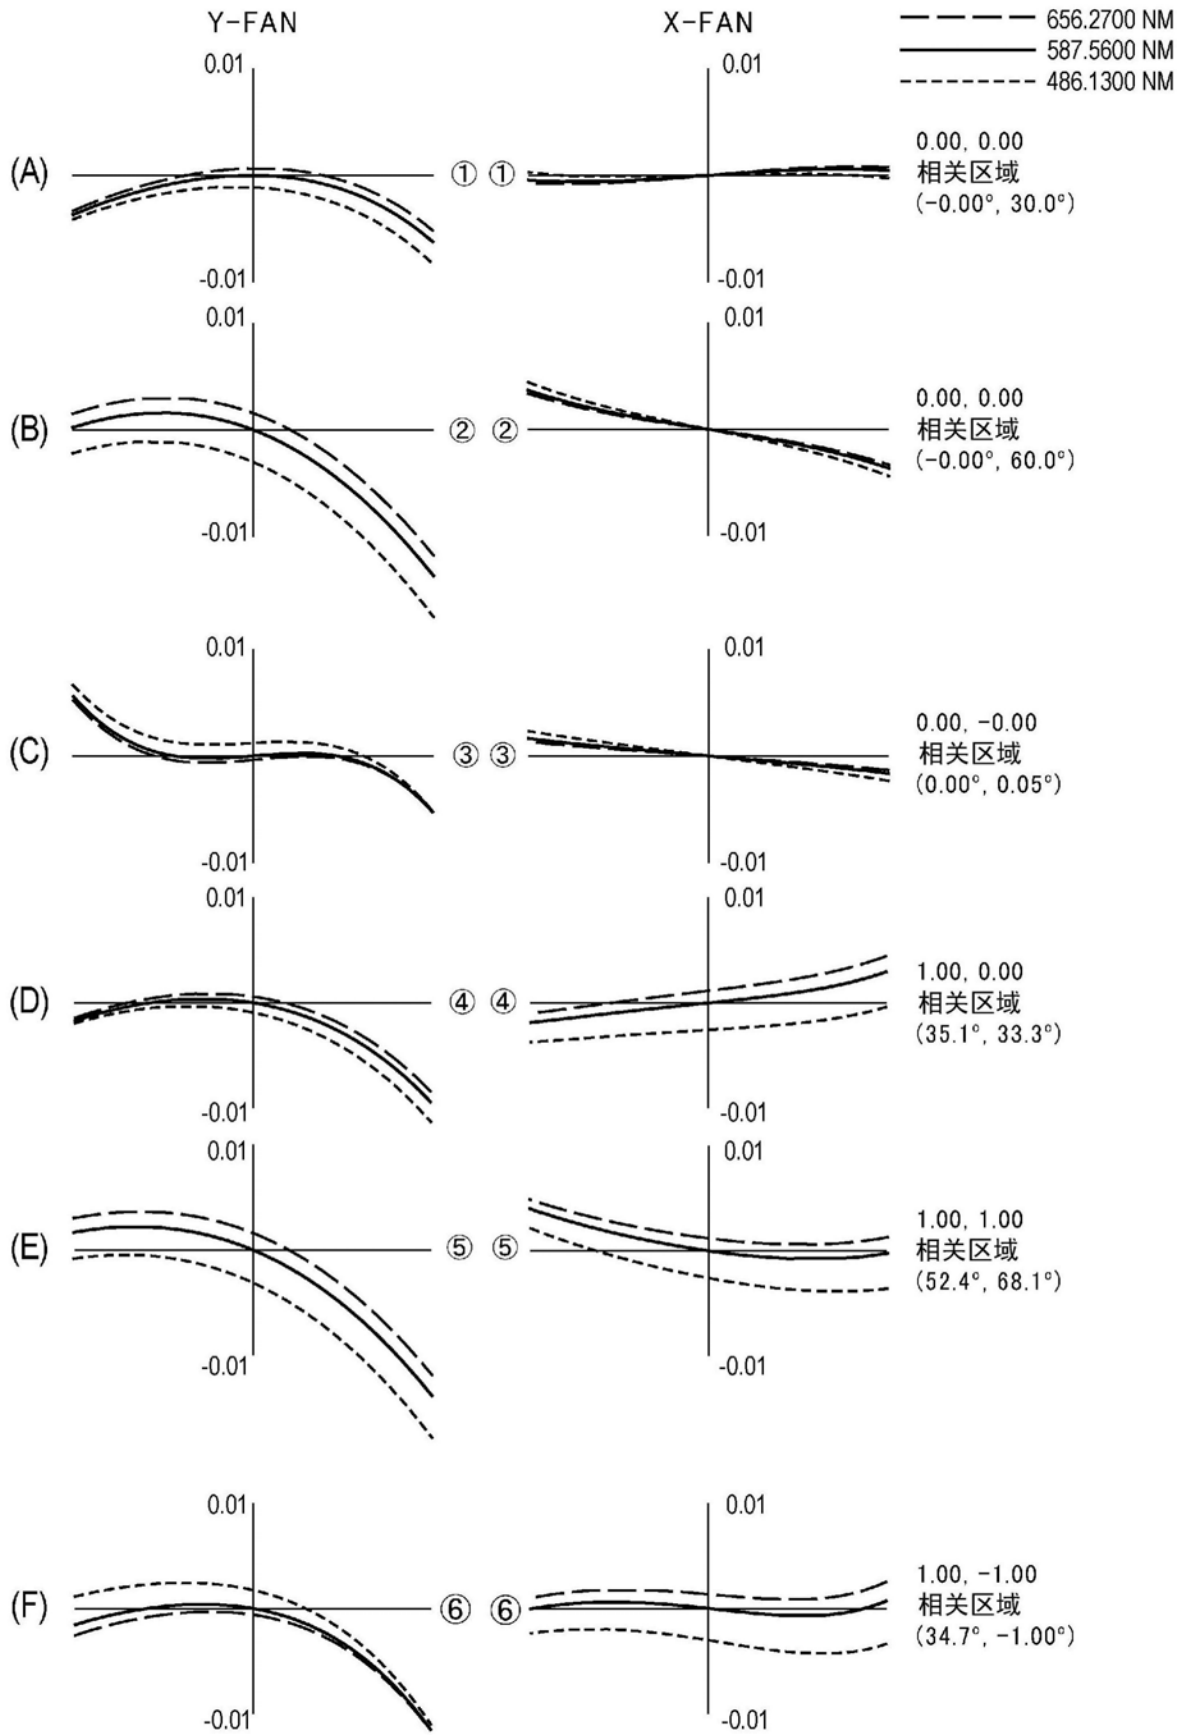 Y-FAN X-FAN
656.2700 NM
587.5600 NM
486.1300 NM
0.01 0.01
(A) ① ①
0.00, 0.00
相关区域
(-0.00°, 30.0°)
-0.01 -0.01
0.01 0.01
(B) ② ②
0.00, 0.00
相关区域
(-0.00°, 60.0°)
-0.01 -0.01
0.01 0.01
(C) ③ ③
0.00, -0.00
相关区域
(0.00°, 0.05°)
-0.01 -0.01
0.01 0.01
(D) ④ ④
1.00, 0.00
相关区域
(35.1°, 33.3°)
-0.01 -0.01
0.01 0.01
(E) ⑤ ⑤
1.00, 1.00
相关区域
(52.4°, 68.1°)
-0.01 -0.01
0.01 0.01
(F) ⑥ ⑥
1.00, -1.00
相关区域
(34.7°, -1.00°)
-0.01 -0.01